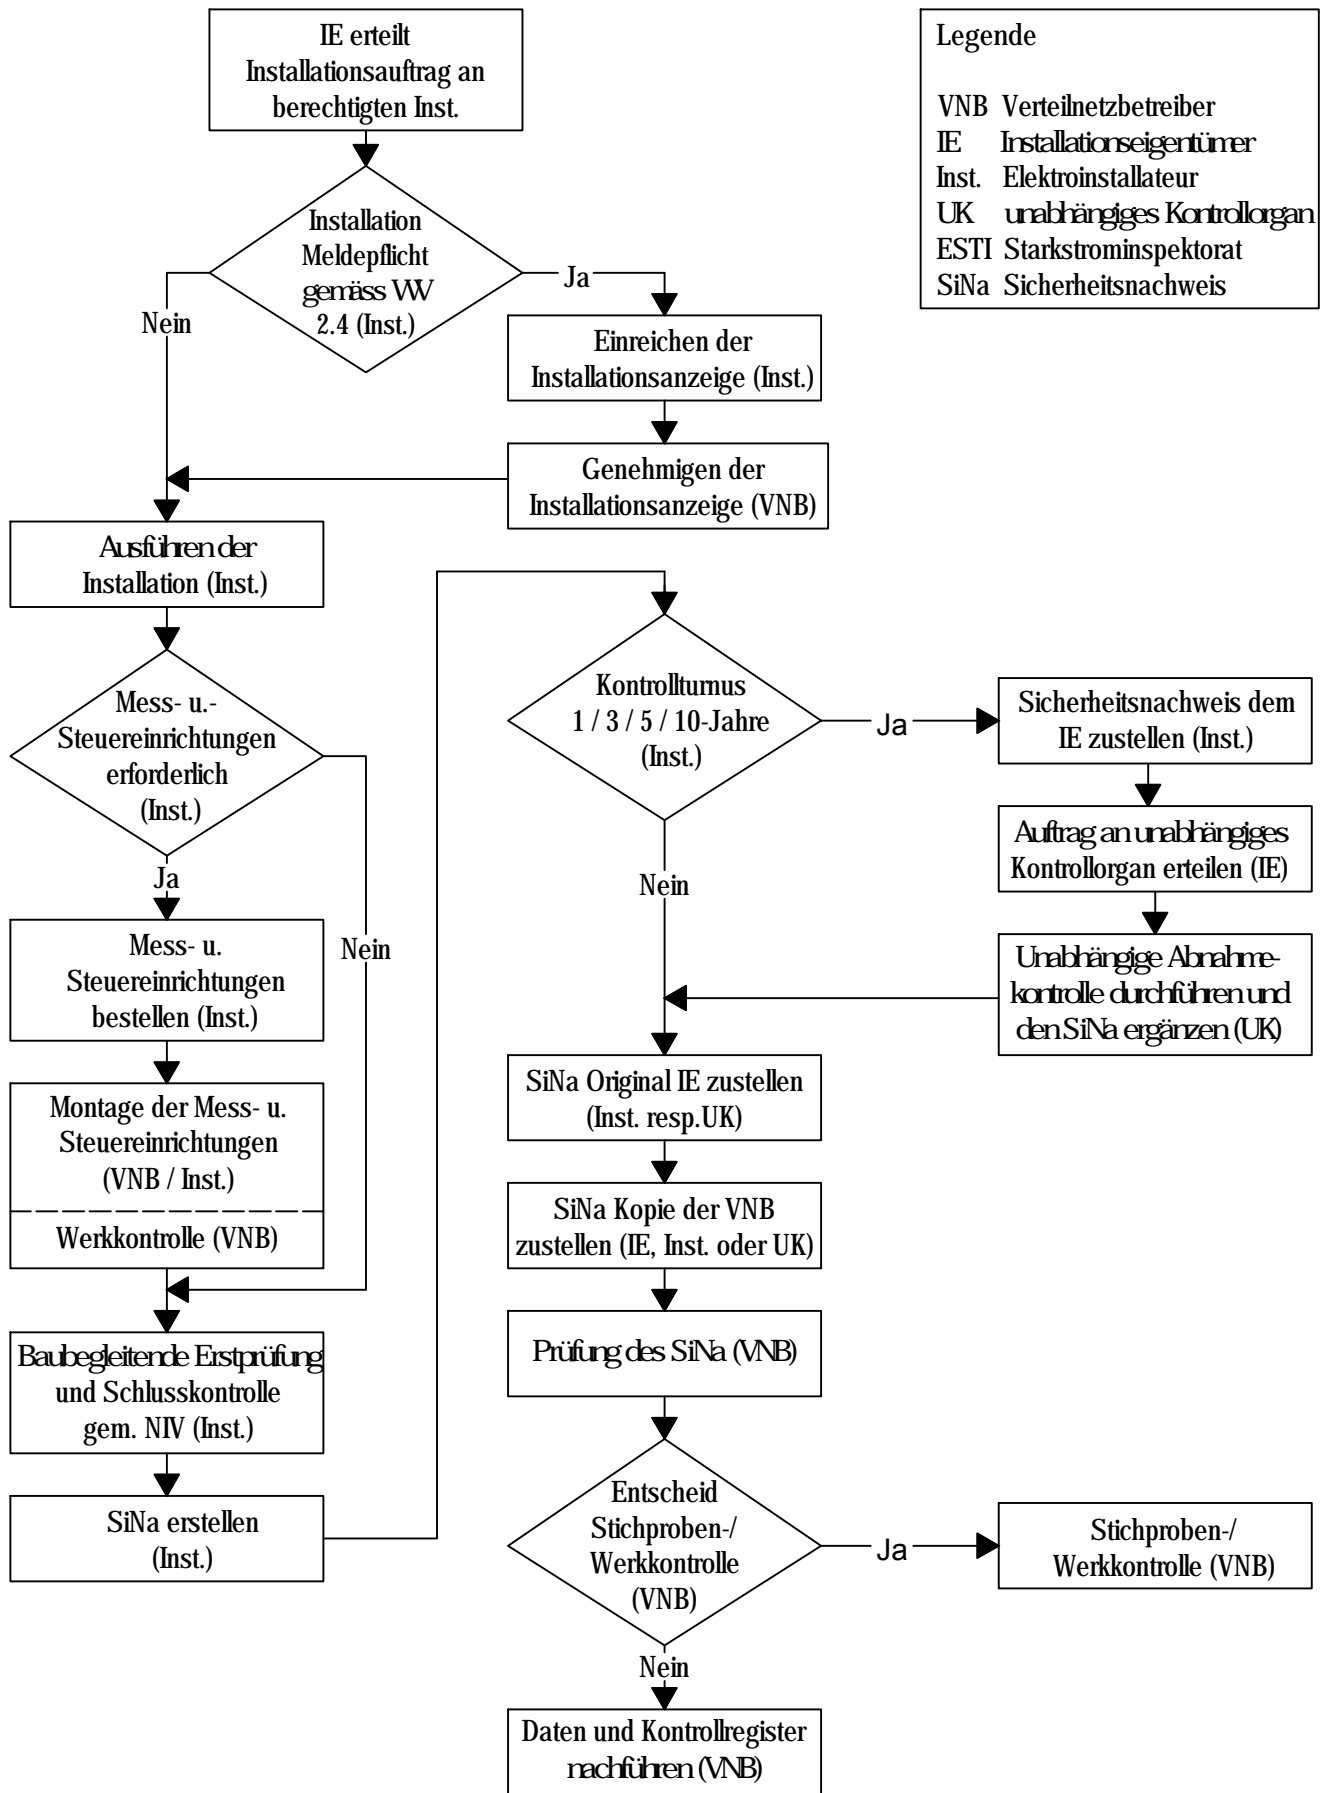 IE erteilt
Installationsauftrag an
berechtigten Inst.
Legende
VNB Verteilnetzbetreiber
IE Installationseigentümer
Inst. Elektroinstallateur
UK unabhängiges Kontrollorgan
ESTI Starkstrominspektorat
SiNa Sicherheitsnachweis
Installation
Meldepflicht
gemäss WV
2.4 (Inst.)
Ja
Nein
Einreichen der
Installationsanzeige (Inst.)
Genehmigen der
Installationsanzeige (VNB)
Ausführen der
Installation (Inst.)
Mess- u.-
Steuereinrichtungen
erforderlich
(Inst.)
Ja
Nein
Mess- u.
Steuereinrichtungen
bestellen (Inst.)
Montage der Mess- u.
Steuereinrichtungen
(VNB / Inst.)
Werkkontrolle (VNB)
Baubegleitende Erstprüfung
und Schlusskontrolle
gem. NIV (Inst.)
SiNa erstellen
(Inst.)
Kontrollturnus
1 / 3 / 5 / 10-Jahre
(Inst.)
Ja
Nein
Sicherheitsnachweis dem
IE zustellen (Inst.)
Auftrag an unabhängiges
Kontrollorgan erteilen (IE)
Unabhängige Abnahme-
kontrolle durchführen und
den SiNa ergänzen (UK)
SiNa Original IE zustellen
(Inst. resp.UK)
SiNa Kopie der VNB
zustellen (IE, Inst. oder UK)
Prüfung des SiNa (VNB)
Entscheid
Stichproben-/
Werkkontrolle
(VNB)
Ja
Nein
Stichproben-/
Werkkontrolle (VNB)
Daten und Kontrollregister
nachführen (VNB)